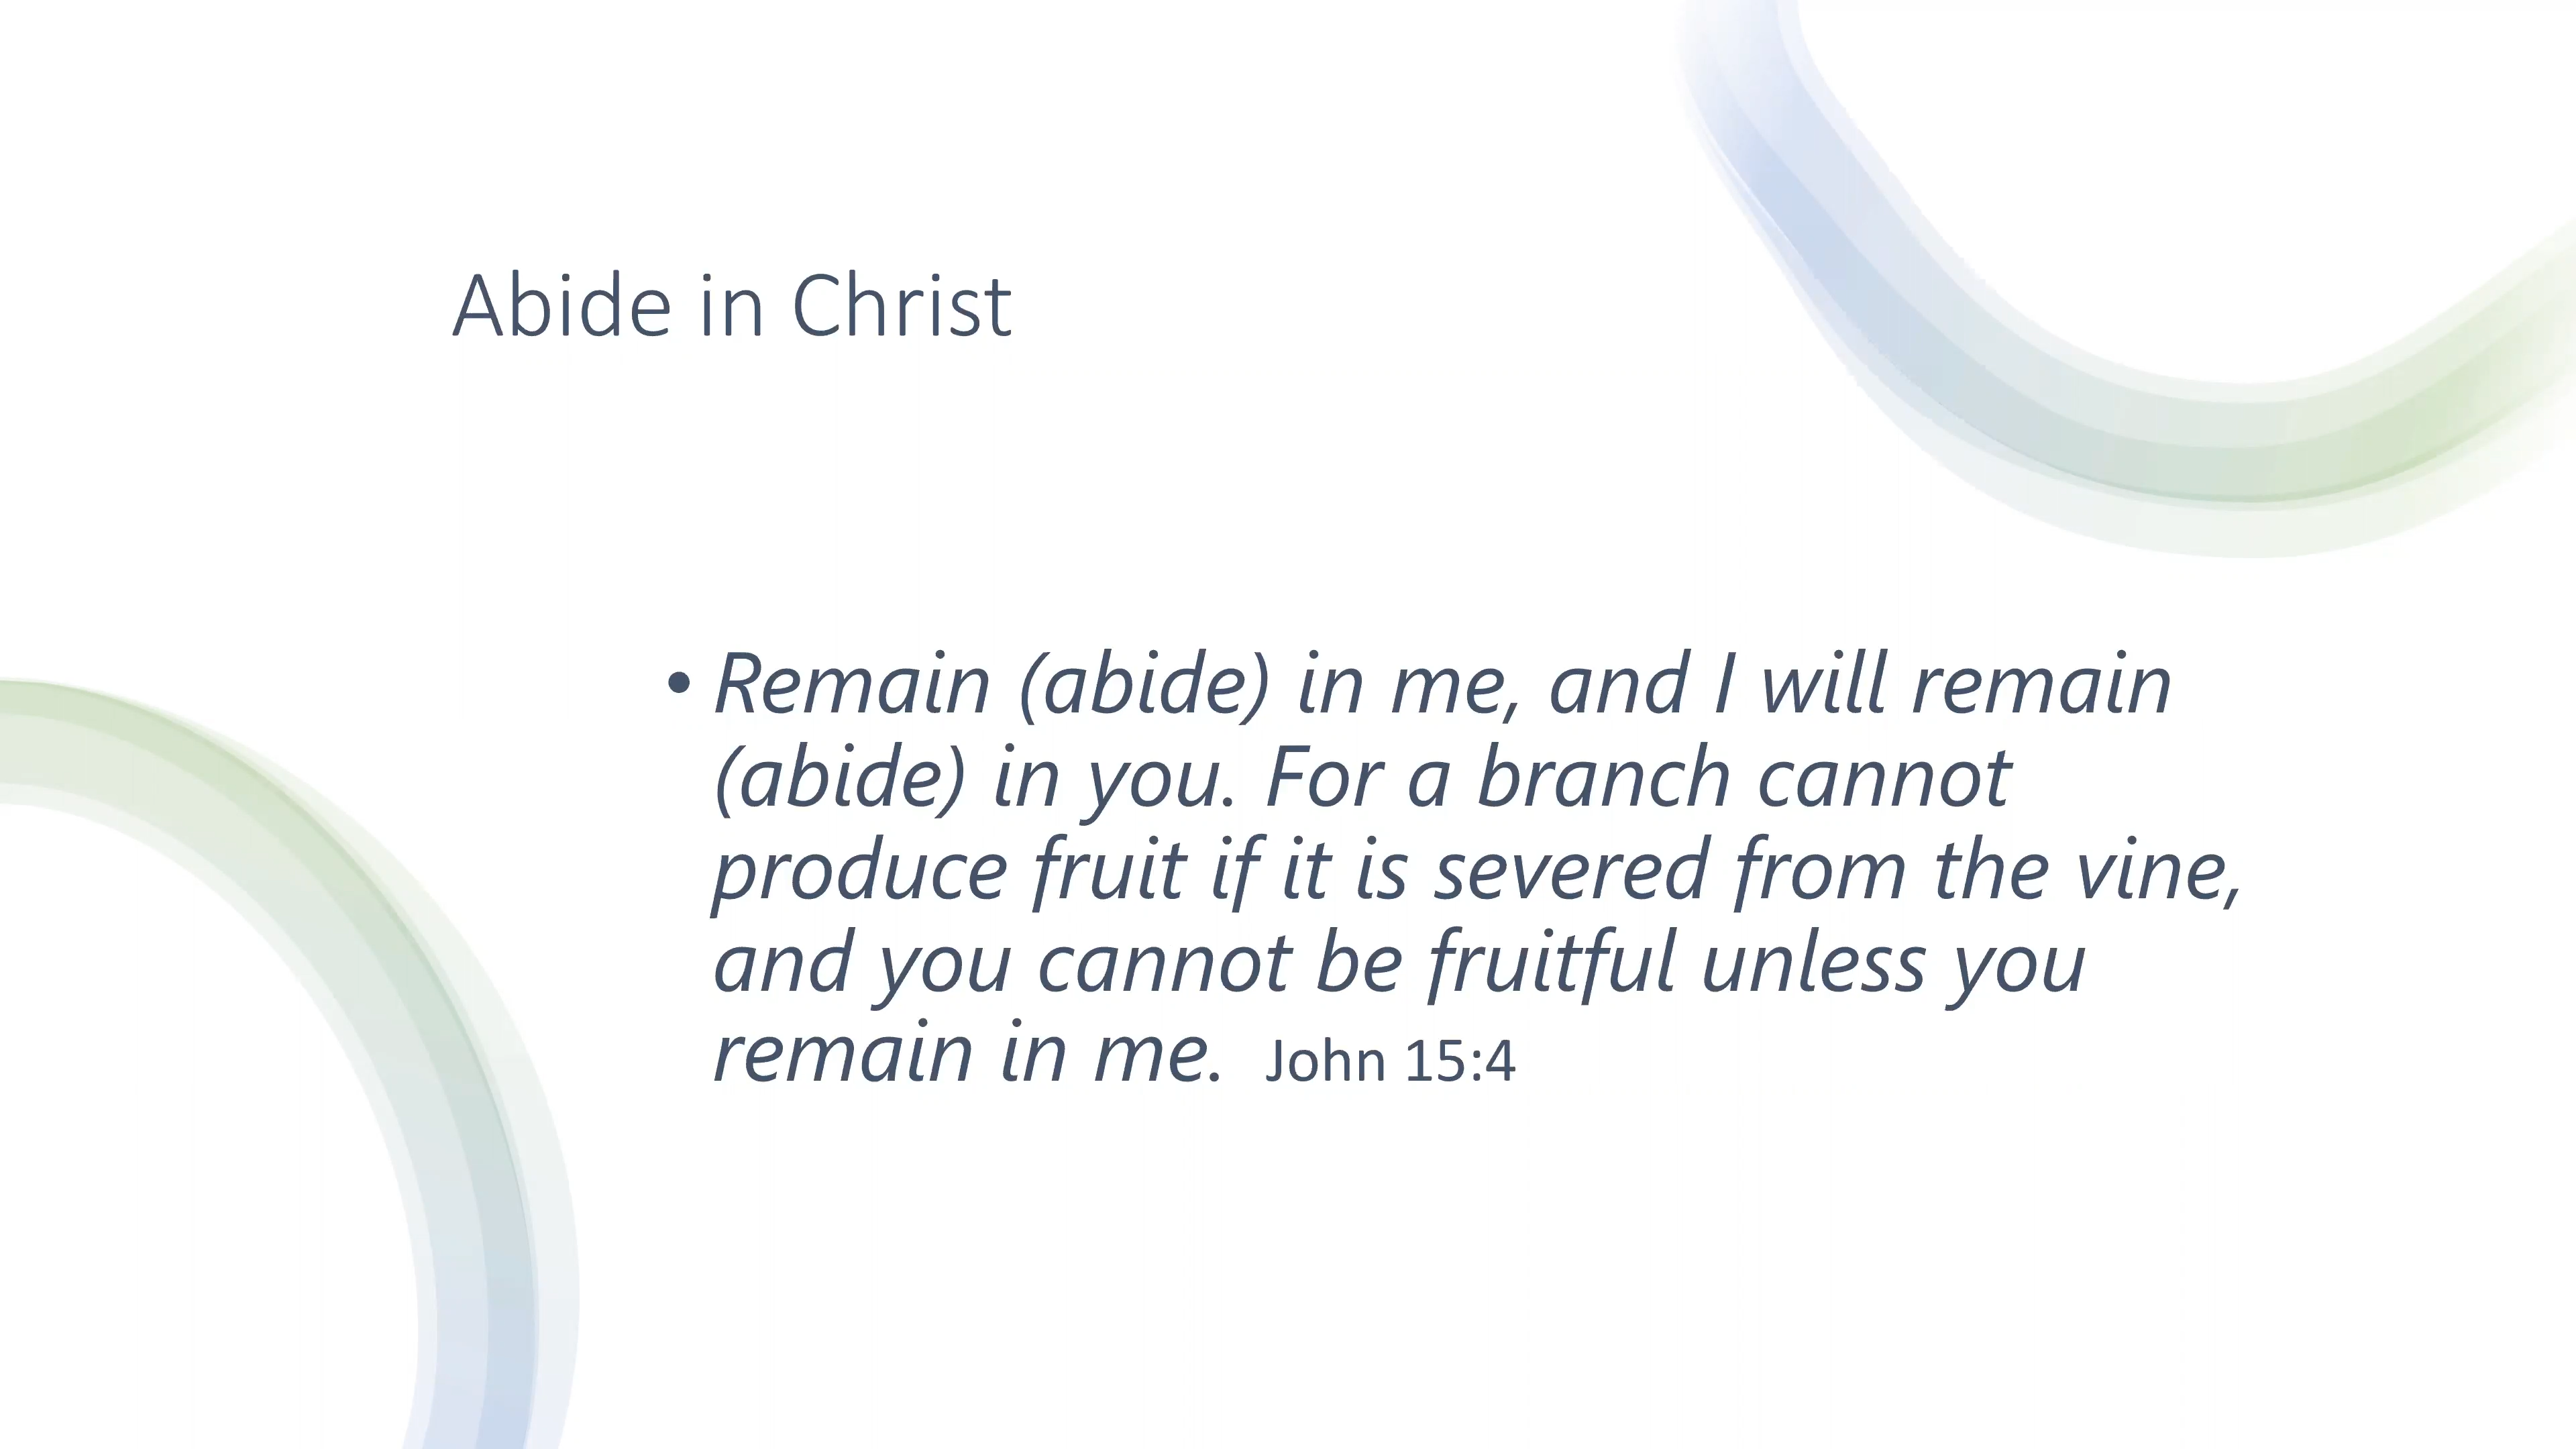 Abide in Christ
• Remain (abide) in me, and I will remain
(abide) in you. For a branch cannot
produce fruit if it is severed from the vine,
and you cannot be fruitful unless you
remain in me. John 15:4